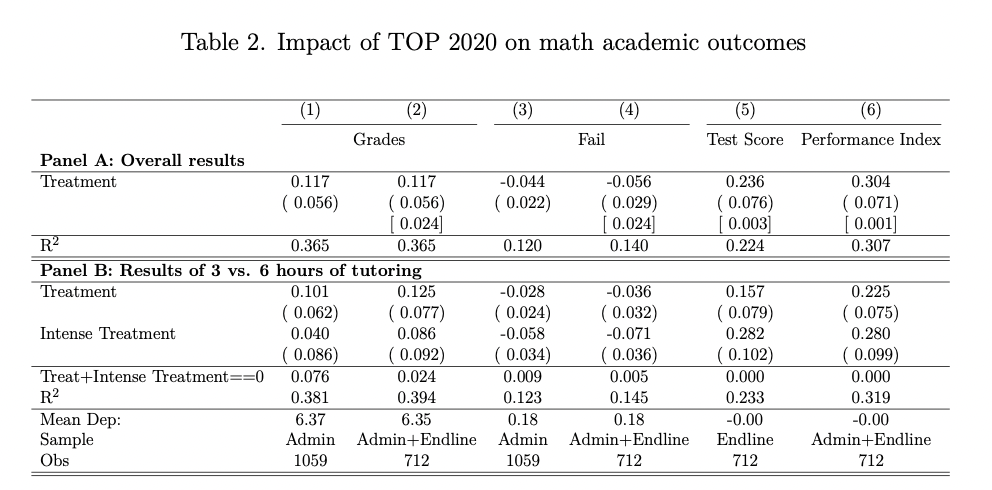 Table 2. Impact of TOP 2020 on math academic outcomes
(1) (2) (3) (4) (5) (6)
Grades Fail Test Score Performance Index
Panel A: Overall results
Treatment 0.117 0.117 -0.044 -0.056 0.236 0.304
( 0.056) ( 0.056) ( 0.022) ( 0.029) ( 0.076) ( 0.071)
[ 0.024] [ 0.024] [ 0.003] [ 0.001]
R² 0.365 0.365 0.120 0.140 0.224 0.307
Panel B: Results of 3 vs. 6 hours of tutoring
Treatment 0.101 0.125 -0.028 -0.036 0.157 0.225
( 0.062) ( 0.077) ( 0.024) ( 0.032) ( 0.079) ( 0.075)
Intense Treatment 0.040 0.086 -0.058 -0.071 0.282 0.280
( 0.086) ( 0.092) ( 0.034) ( 0.036) ( 0.102) ( 0.099)
Treat+Intense Treatment==0 0.076 0.024 0.009 0.005 0.000 0.000
R² 0.381 0.394 0.123 0.145 0.233 0.319
Mean Dep: 6.37 6.35 0.18 0.18 -0.00 -0.00
Sample Admin Admin+Endline Admin Admin+Endline Endline Admin+Endline
Obs 1059 712 1059 712 712 712